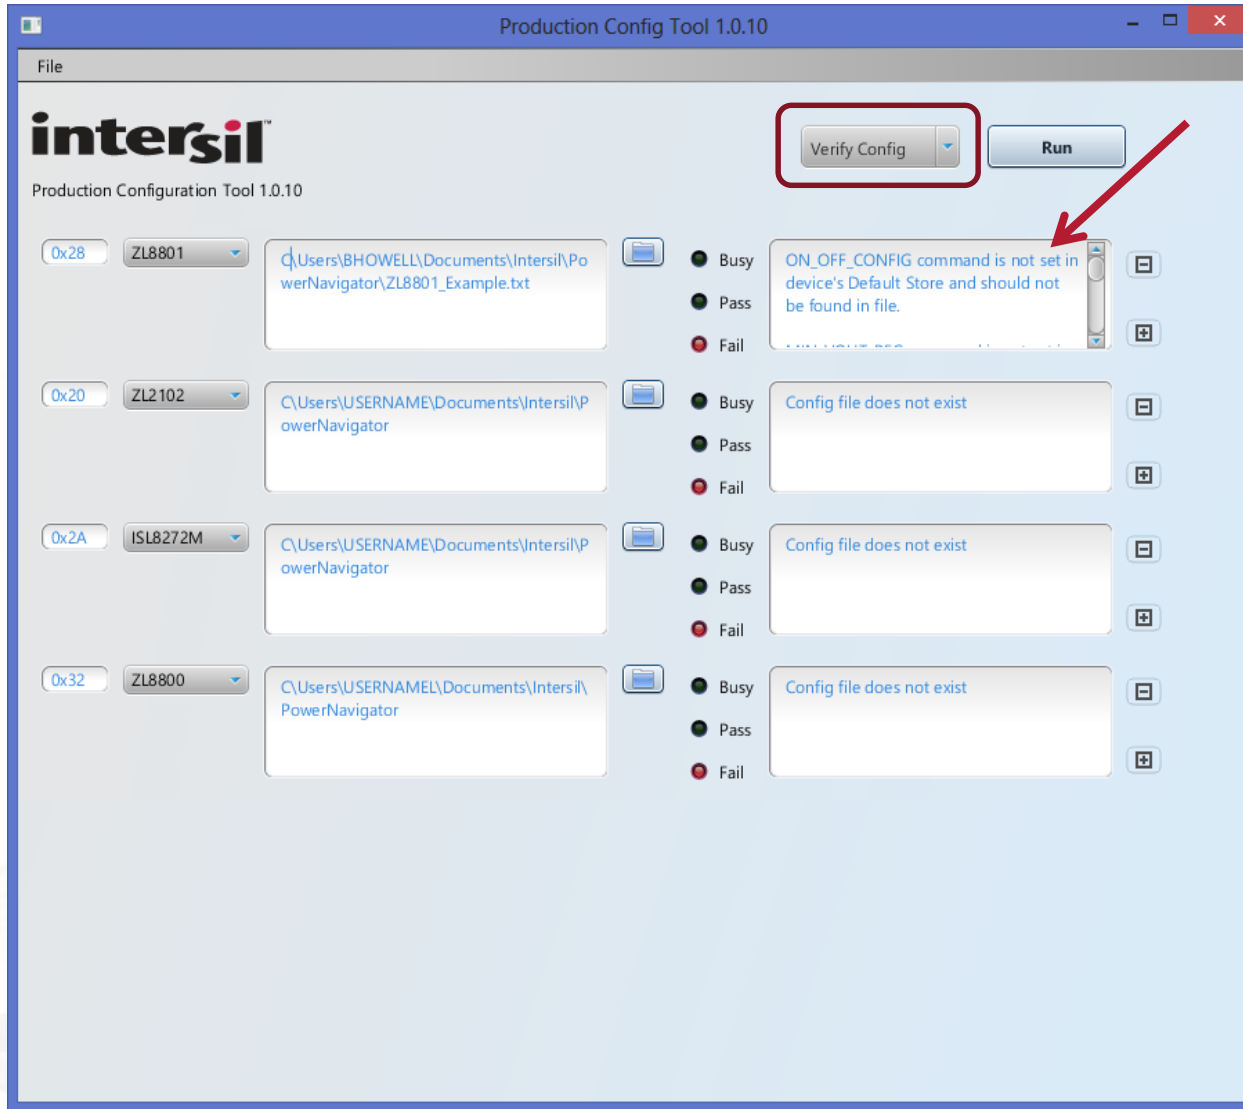 Production Config Tool 1.0.10
File
intersil™
Verify Config
Run
Production Configuration Tool 1.0.10
0x28
ZL8801
C\Users\BHOWELL\Documents\Intersil\Po
werNavigator\ZL8801_Example.txt
Busy
Pass
Fail
ON_OFF_CONFIG command is not set in
device's Default Store and should not
be found in file.
0x20
ZL2102
C\Users\USERNAME\Documents\Intersil\P
owerNavigator
Busy
Pass
Fail
Config file does not exist
0x2A
ISL8272M
C\Users\USERNAME\Documents\Intersil\P
owerNavigator
Busy
Pass
Fail
Config file does not exist
0x32
ZL8800
C\Users\USERNAMEL\Documents\Intersil\
PowerNavigator
Busy
Pass
Fail
Config file does not exist